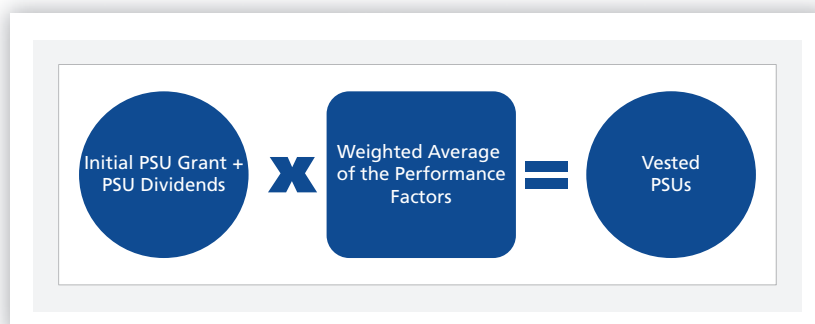 Initial PSU Grant +
PSU Dividends
x
Weighted Average
of the Performance
Factors
=
Vested
PSUs